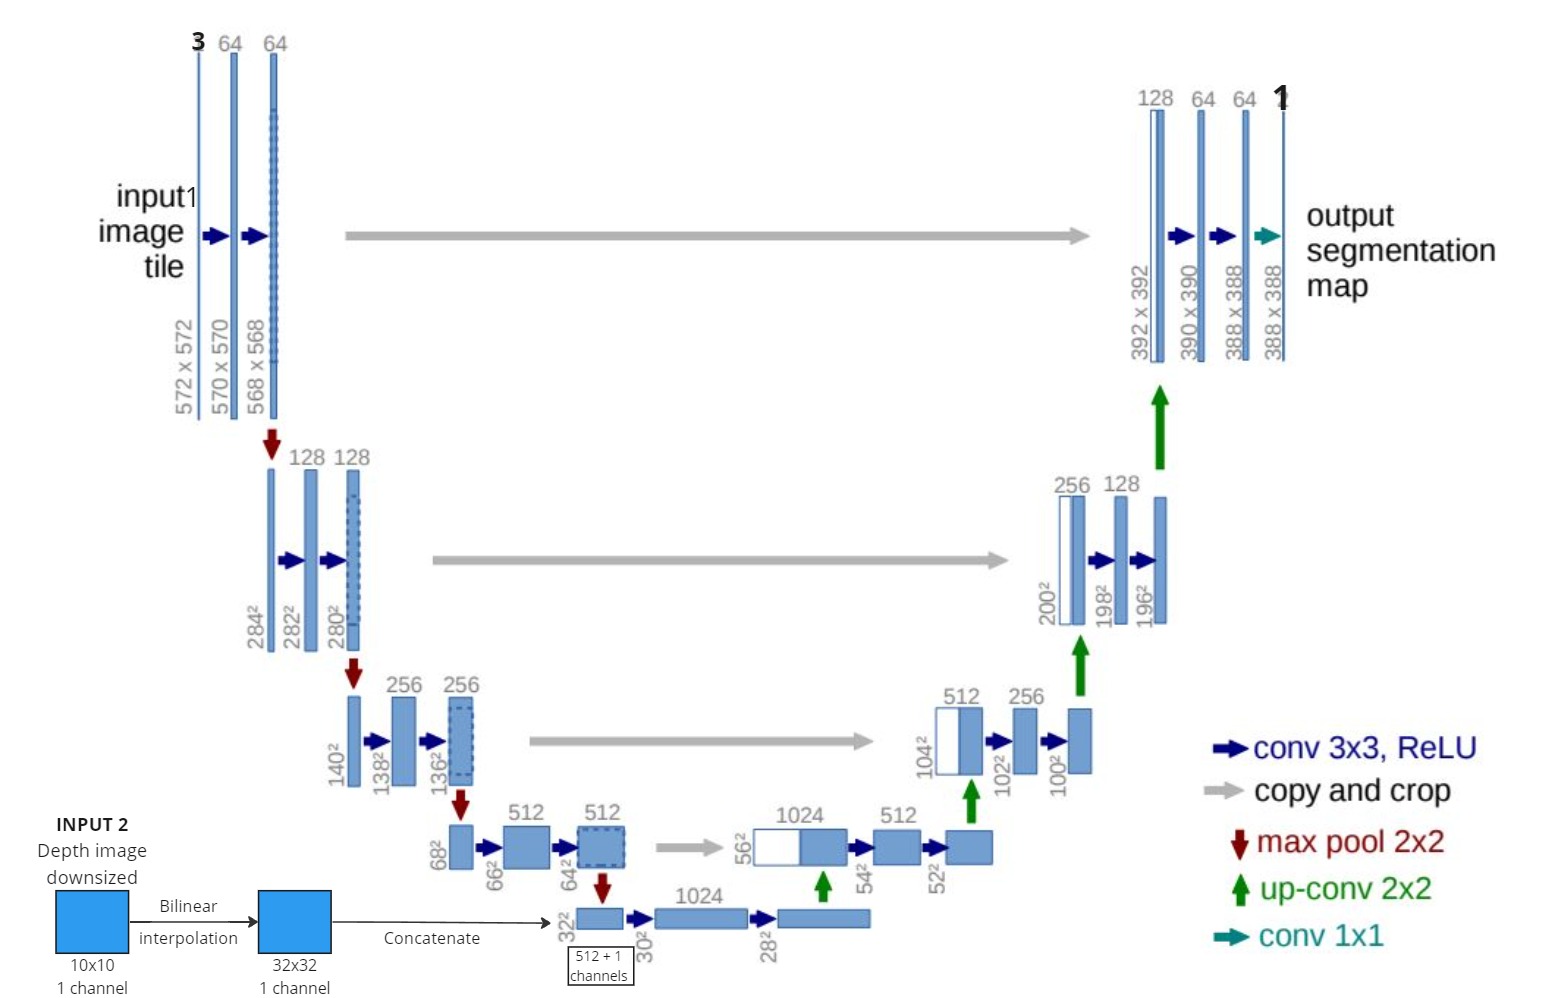 3 64 64
input1
image
tile
572 x 572
570 x 570
568 x 568
128 64 64 1
392 x 392
390 x 390
388 x 388
388 x 388
output
segmentation
map
128 128
284²
282²
280²
256 128
200²
198²
196²
256 256
140²
138²
136²
512 256
104²
102²
100²
512 512
68²
66²
64²
1024 512
56²
54²
52²
1024
32²
30²
28²
512 + 1
channels
INPUT 2
Depth image
downsized
10x10
1 channel
Bilinear
interpolation
32x32
1 channel
Concatenate
conv 3x3, ReLU
copy and crop
max pool 2x2
up-conv 2x2
conv 1x1